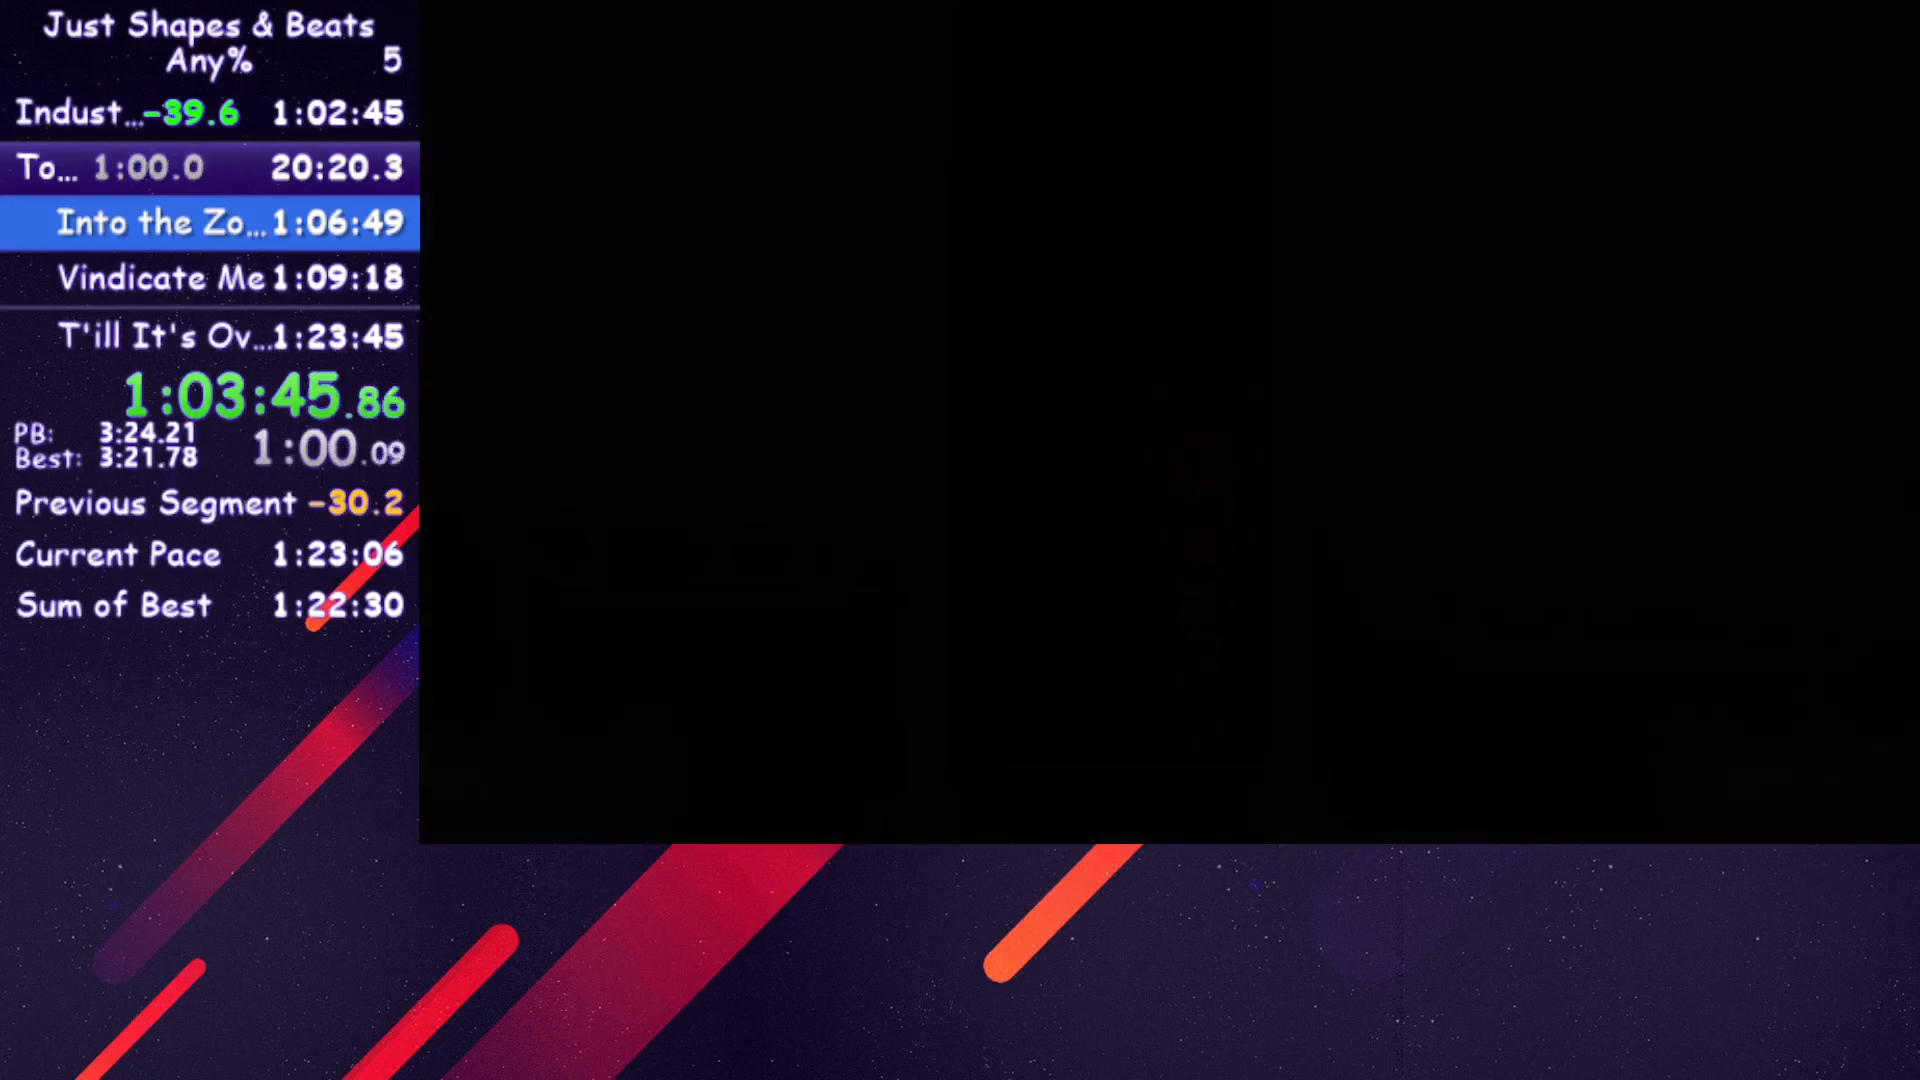 Just Shapes & Beats
Any% 5
Indust... -39.6 1:02:45
To... 1:00.0 20:20.3
Into the Zo... 1:06:49
Vindicate Me 1:09:18
T'ill It's Ov... 1:23:45
1:03:45.86
PB: 3:24.21
Best: 3:21.78 1:00.09
Previous Segment -30.2
Current Pace 1:23:06
Sum of Best 1:22:30